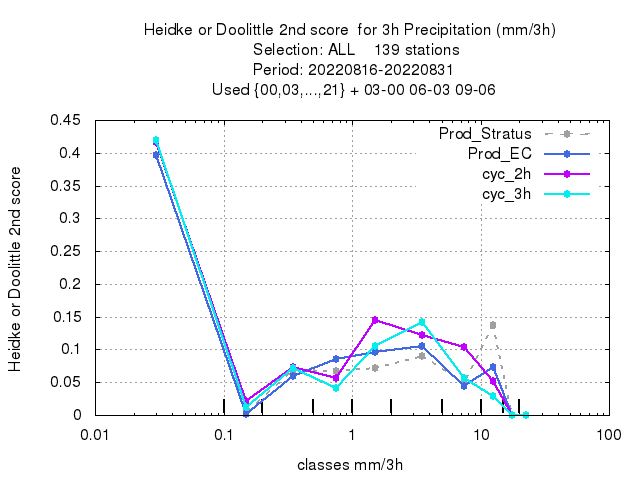 Heidke or Doolittle 2nd score  for 3h Precipitation (mm/3h)
Selection: ALL    139 stations
Period: 20220816-20220831
Used {00,03,...,21} + 03-00 06-03 09-06
Heidke or Doolittle 2nd score
0.45
0.4
0.35
0.3
0.25
0.2
0.15
0.1
0.05
0
Prod_Stratus
Prod_EC
cyc_2h
cyc_3h
0.01 0.1 1 10 100
classes mm/3h